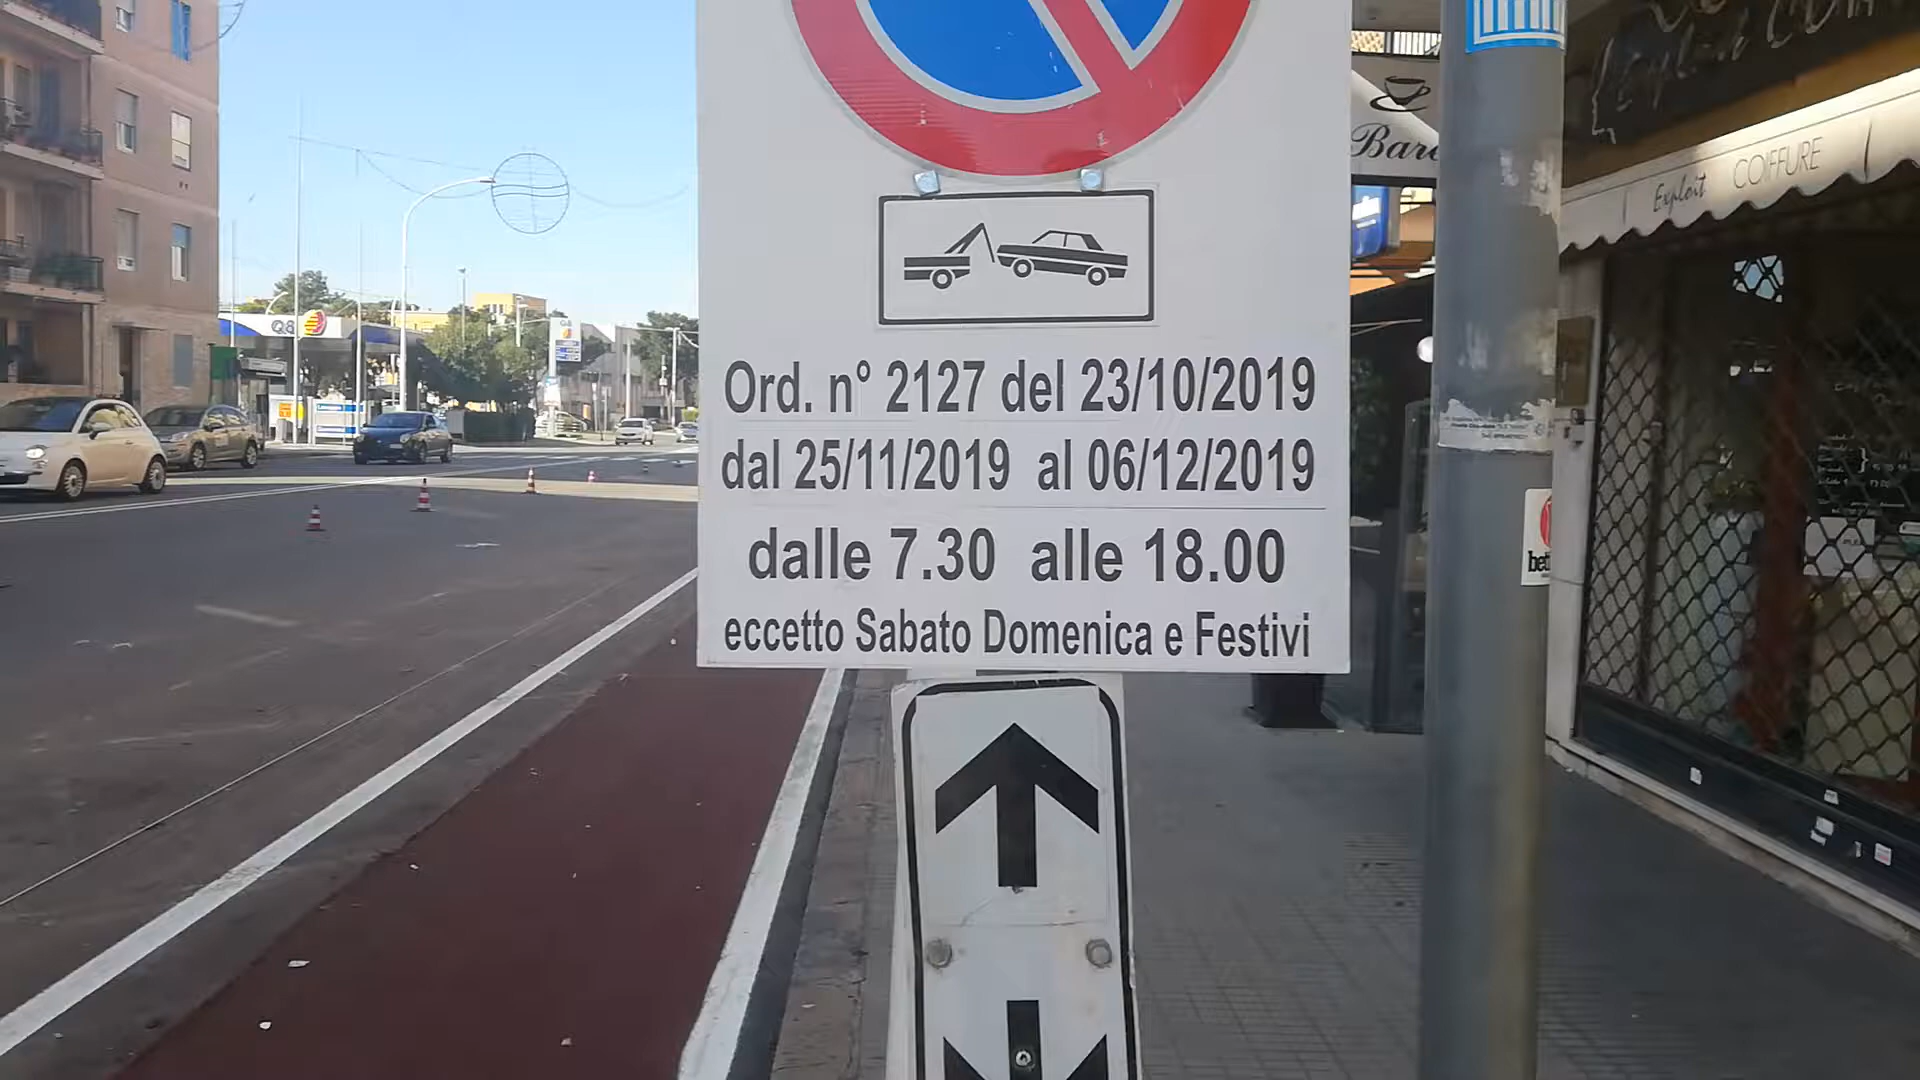 Ord. n° 2127 del 23/10/2019
dal 25/11/2019 al 06/12/2019
dalle 7.30 alle 18.00
eccetto Sabato Domenica e Festivi
Q8
Exploit COIFFURE